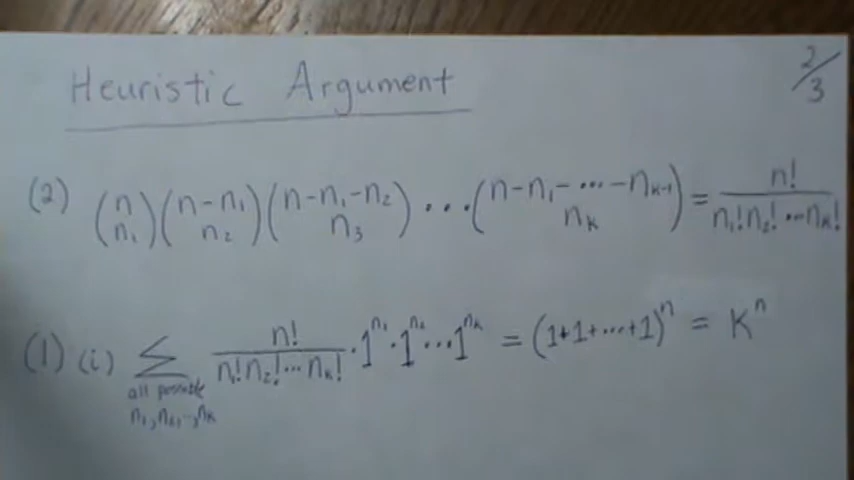 Heuristic Argument
2/3
(2) (n n₁)(n-n₁ n₂)(n-n₁-n₂ n₃)...(n-n₁-...-nₖ₋₁ nₖ) = n!/n₁!n₂!...nₖ!
(1) (i) Σ n!/n₁!n₂!...nₖ! · 1^n₁ · 1^n₂ ... 1^nₖ = (1+1+...+1)^n = K^n
all possible
n₁,n₂,...,nₖ